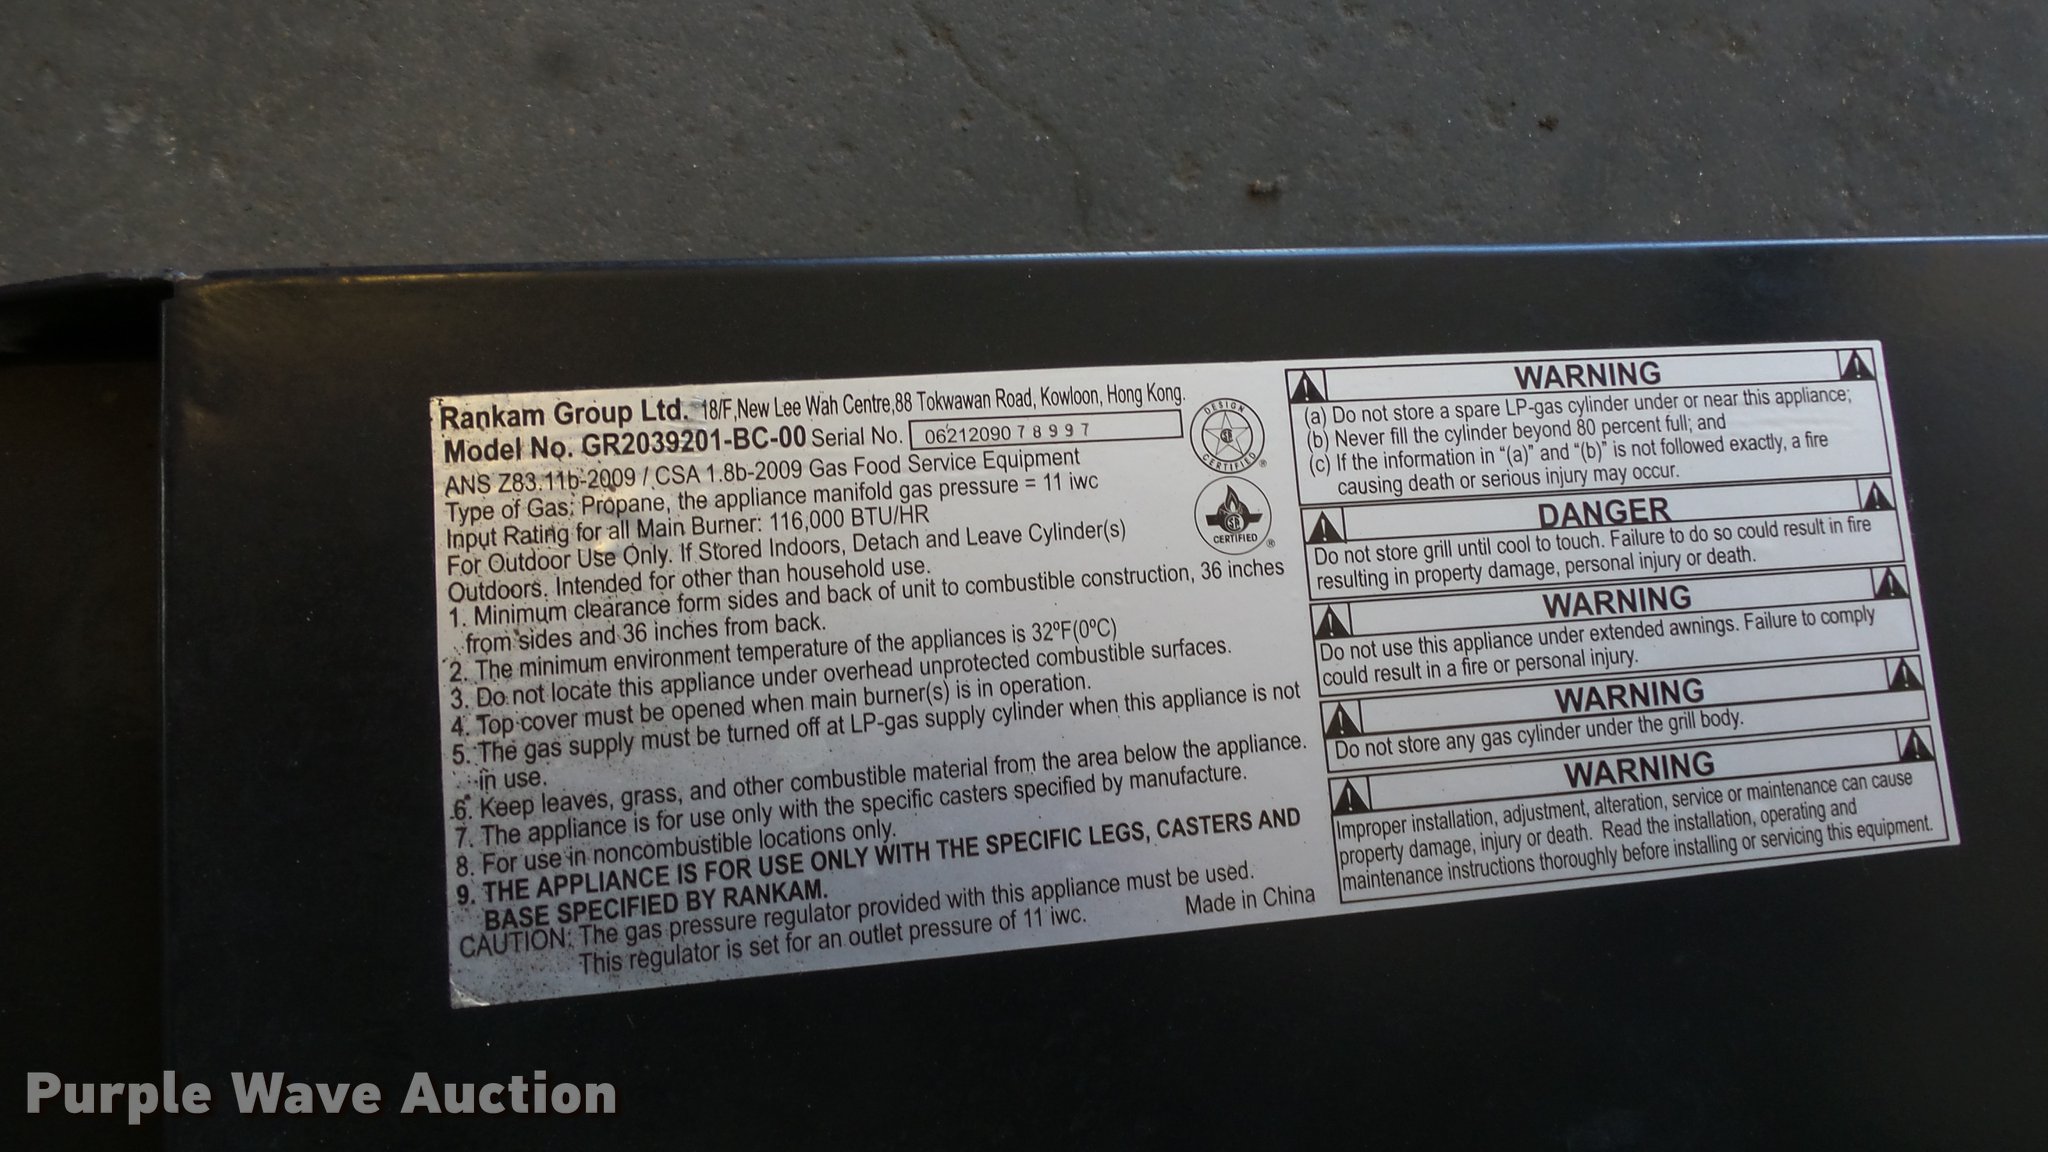 Rankam Group Ltd. 18/F,New Lee Wah Centre,88 Tokwawan Road, Kowloon, Hong Kong.
Model No. GR2039201-BC-00 Serial No. 0621209078997
ANS Z83.11b-2009 / CSA 1.8b-2009 Gas Food Service Equipment
Type of Gas: Propane, the appliance manifold gas pressure = 11 iwc
Input Rating for all Main Burner: 116,000 BTU/HR
For Outdoor Use Only. If Stored Indoors, Detach and Leave Cylinder(s)
Outdoors. Intended for other than household use.
1. Minimum clearance form sides and back of unit to combustible construction, 36 inches
from sides and 36 inches from back.
2. The minimum environment temperature of the appliances is 32ºF(0ºC)
3. Do not locate this appliance under overhead unprotected combustible surfaces.
4. Top cover must be opened when main burner(s) is in operation.
5. The gas supply must be turned off at LP-gas supply cylinder when this appliance is not
in use.
6. Keep leaves, grass, and other combustible material from the area below the appliance.
7. The appliance is for use only with the specific casters specified by manufacture.
8. For use in noncombustible locations only.
9. THE APPLIANCE IS FOR USE ONLY WITH THE SPECIFIC LEGS, CASTERS AND
BASE SPECIFIED BY RANKAM.
CAUTION: The gas pressure regulator provided with this appliance must be used.
This regulator is set for an outlet pressure of 11 iwc.
Made in China
DESIGN
CERTIFIED ®
CERTIFIED ®
WARNING
(a) Do not store a spare LP-gas cylinder under or near this appliance;
(b) Never fill the cylinder beyond 80 percent full; and
(c) If the information in “(a)” and “(b)” is not followed exactly, a fire
causing death or serious injury may occur.
DANGER
Do not store grill until cool to touch. Failure to do so could result in fire
resulting in property damage, personal injury or death.
WARNING
Do not use this appliance under extended awnings. Failure to comply
could result in a fire or personal injury.
WARNING
Do not store any gas cylinder under the grill body.
WARNING
Improper installation, adjustment, alteration, service or maintenance can cause
property damage, injury or death. Read the installation, operating and
maintenance instructions thoroughly before installing or servicing this equipment.
Purple Wave Auction